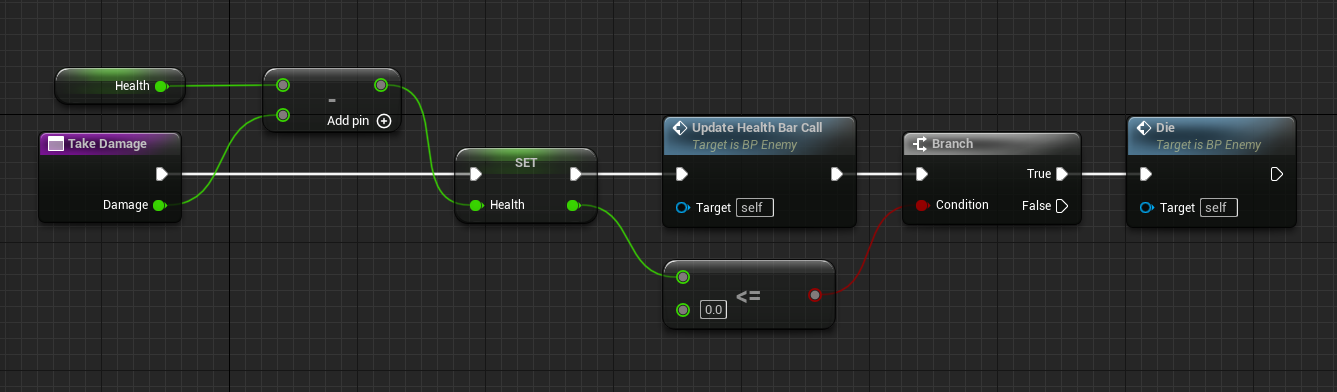 Health
-
Add pin
Take Damage
Damage
SET
Health
Update Health Bar Call
Target is BP Enemy
Target self
<=
0.0
Branch
True
Condition
False
Die
Target is BP Enemy
Target self